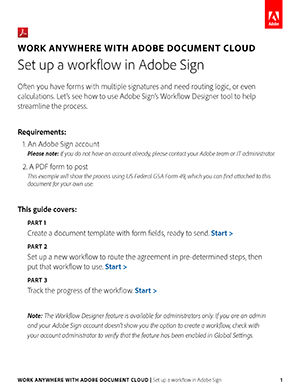 Adobe
WORK ANYWHERE WITH ADOBE DOCUMENT CLOUD
Set up a workflow in Adobe Sign
Often you have forms with multiple signatures and need routing logic, or even
calculations. Let's see how to use Adobe Sign's Workflow Designer tool to help
streamline the process.
Requirements:
1. An Adobe Sign account
Please note: If you do not have an account already, please contact your Adobe team or IT administrator
2. A PDF form to post
This example will show the process using US Federal GSA Form 49, which you can find attached to this
document for your own use.
This guide covers:
PART 1
Create a document template with form fields, ready to send. Start >
PART 2
Set up a new workflow to route the agreement in pre-determined steps, then
put that workflow to use. Start >
PART 3
Track the progress of the workflow. Start >
Note: The Workflow Designer feature is available for administrators only. If you are an admin
and your Adobe Sign account doesn't show you the option to create a workflow, check with
your account administrator to verify that the feature has been enabled in Global Settings.
WORK ANYWHERE WITH ADOBE DOCUMENT CLOUD | Set up a workflow in Adobe Sign 1